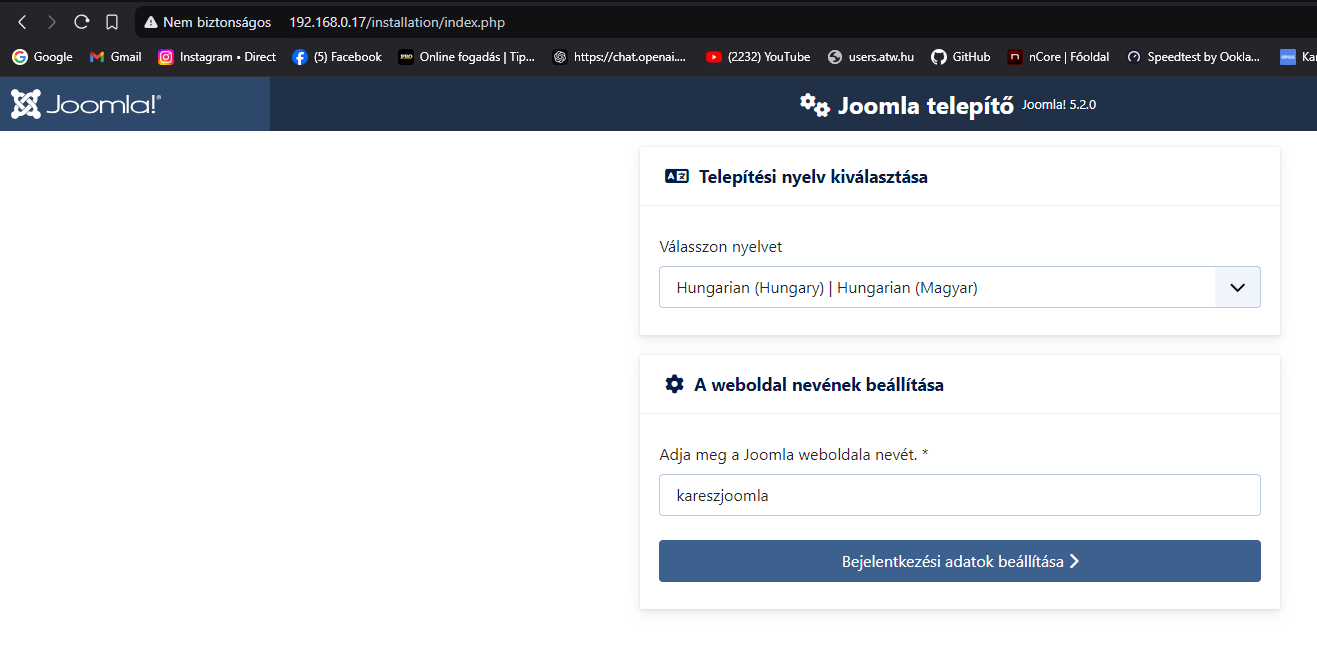 Nem biztonságos 192.168.0.17/installation/index.php
Google Gmail Instagram • Direct (5) Facebook Online fogadás | Tip... https://chat.openai.... (2232) YouTube users.atw.hu GitHub nCore | Főoldal Speedtest by Ookla...
Joomla!® Joomla telepítő Joomla! 5.2.0
Telepítési nyelv kiválasztása
Válasszon nyelvet
Hungarian (Hungary) | Hungarian (Magyar)
A weboldal nevének beállítása
Adja meg a Joomla weboldala nevét. *
kareszjoomla
Bejelentkezési adatok beállítása